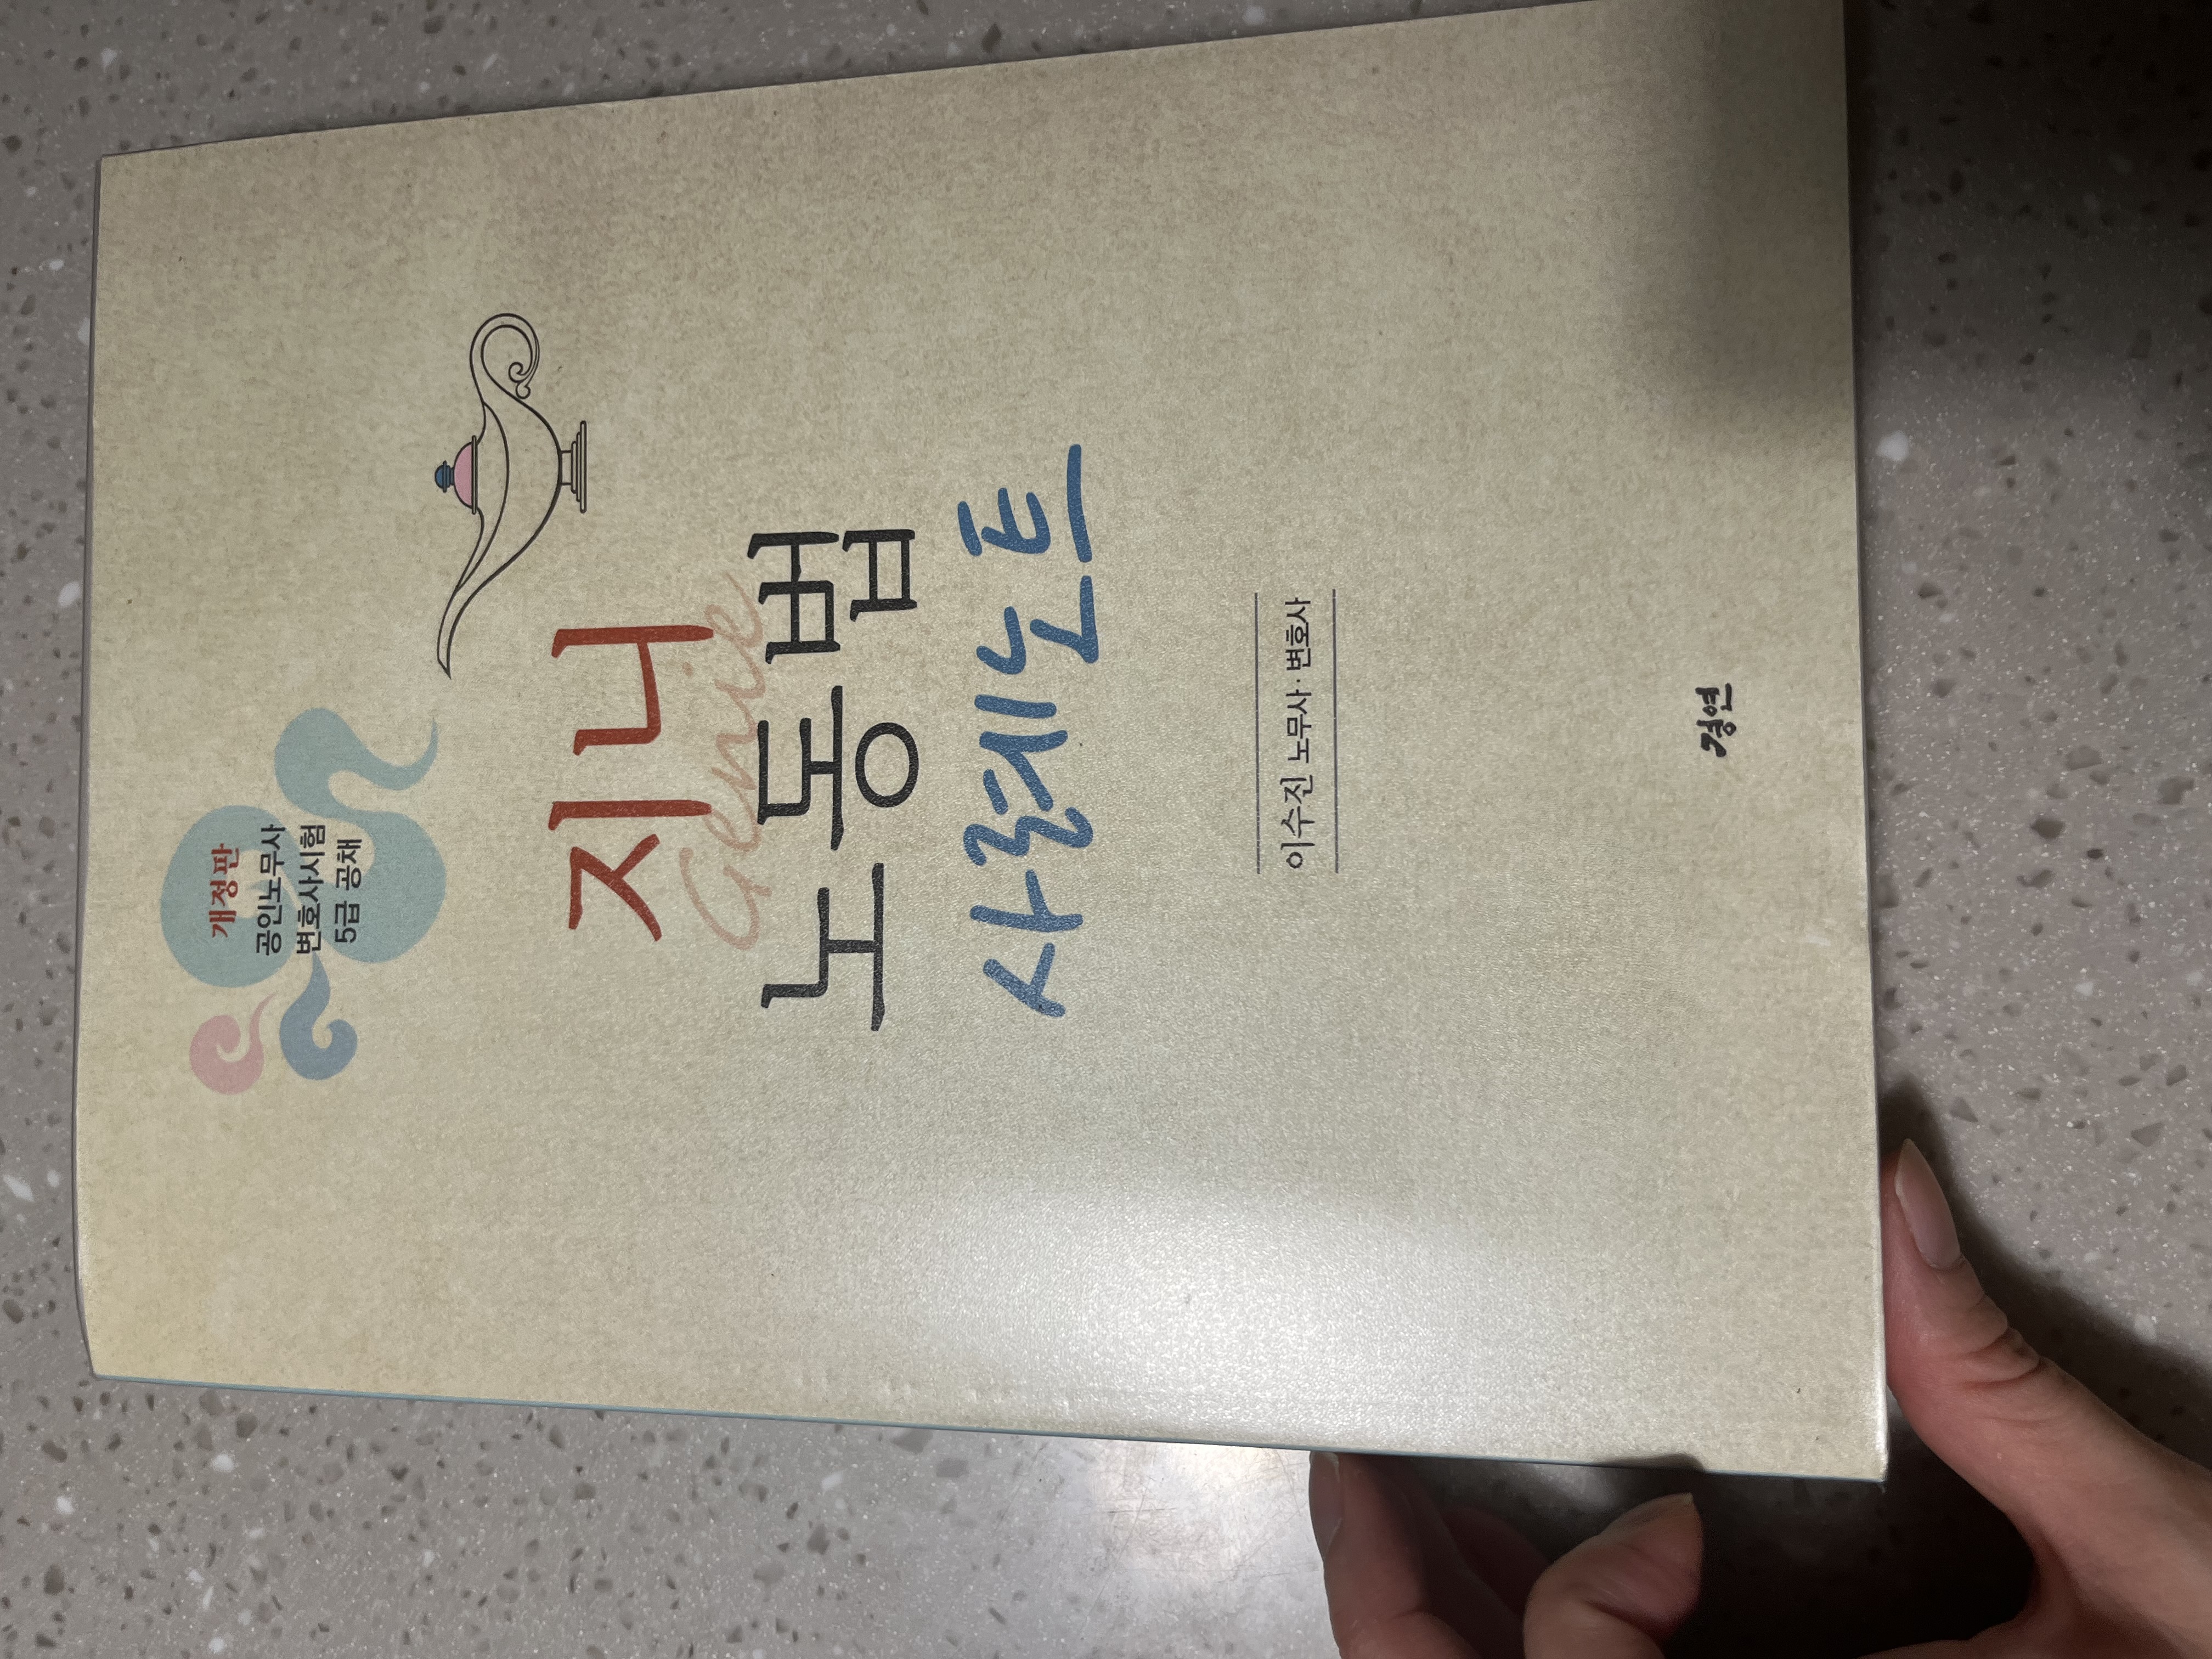 개정판
공인노무사
변호사시험
5급 공채
지니
Genie
노동법
사례노트
이수진 노무사·변호사
경연